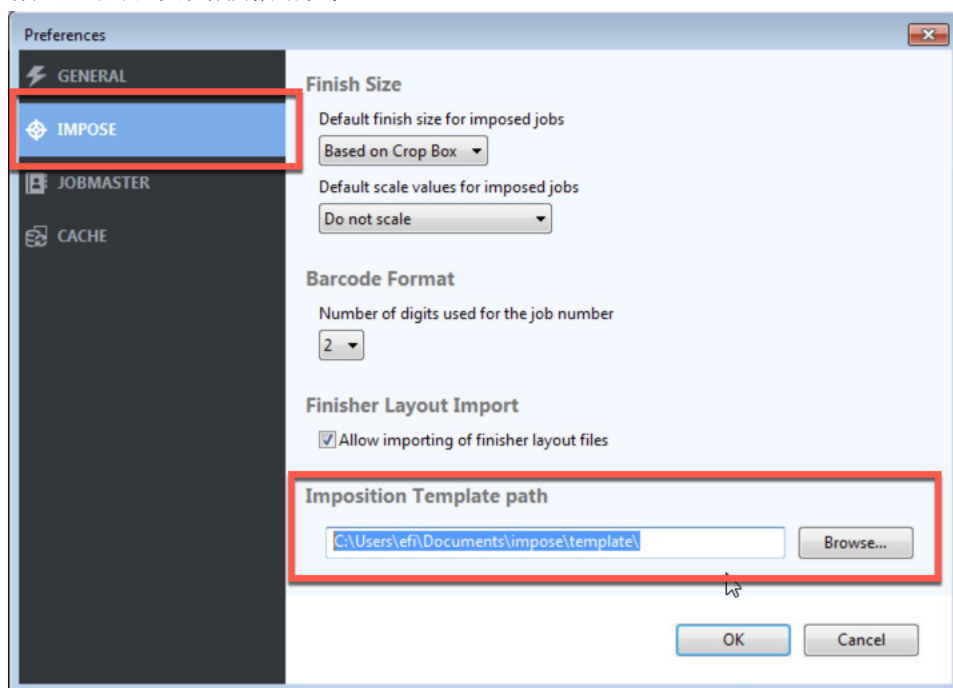 Preferences
GENERAL
IMPOSE
JOBMASTER
CACHE
Finish Size
Default finish size for imposed jobs
Based on Crop Box
Default scale values for imposed jobs
Do not scale
Barcode Format
Number of digits used for the job number
2
Finisher Layout Import
Allow importing of finisher layout files
Imposition Template path
C:\Users\efi\Documents\impose\template\
Browse...
OK
Cancel